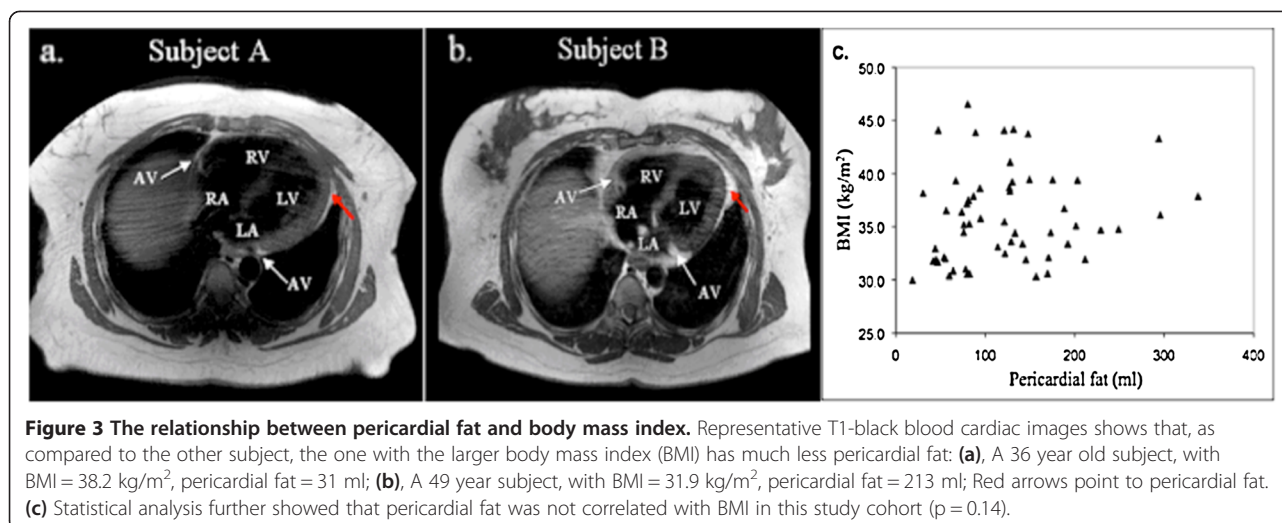 a. Subject A
AV
RV
RA
LV
LA
AV
b. Subject B
AV
RV
RA
LV
LA
AV
c.
50.0
45.0
40.0
35.0
30.0
25.0
BMI (kg/m²)
0 100 200 300 400
Pericardial fat (ml)
Figure 3 The relationship between pericardial fat and body mass index. Representative T1-black blood cardiac images shows that, as
compared to the other subject, the one with the larger body mass index (BMI) has much less pericardial fat: (a), A 36 year old subject, with
BMI = 38.2 kg/m², pericardial fat = 31 ml; (b), A 49 year subject, with BMI = 31.9 kg/m², pericardial fat = 213 ml; Red arrows point to pericardial fat.
(c) Statistical analysis further showed that pericardial fat was not correlated with BMI in this study cohort (p = 0.14).